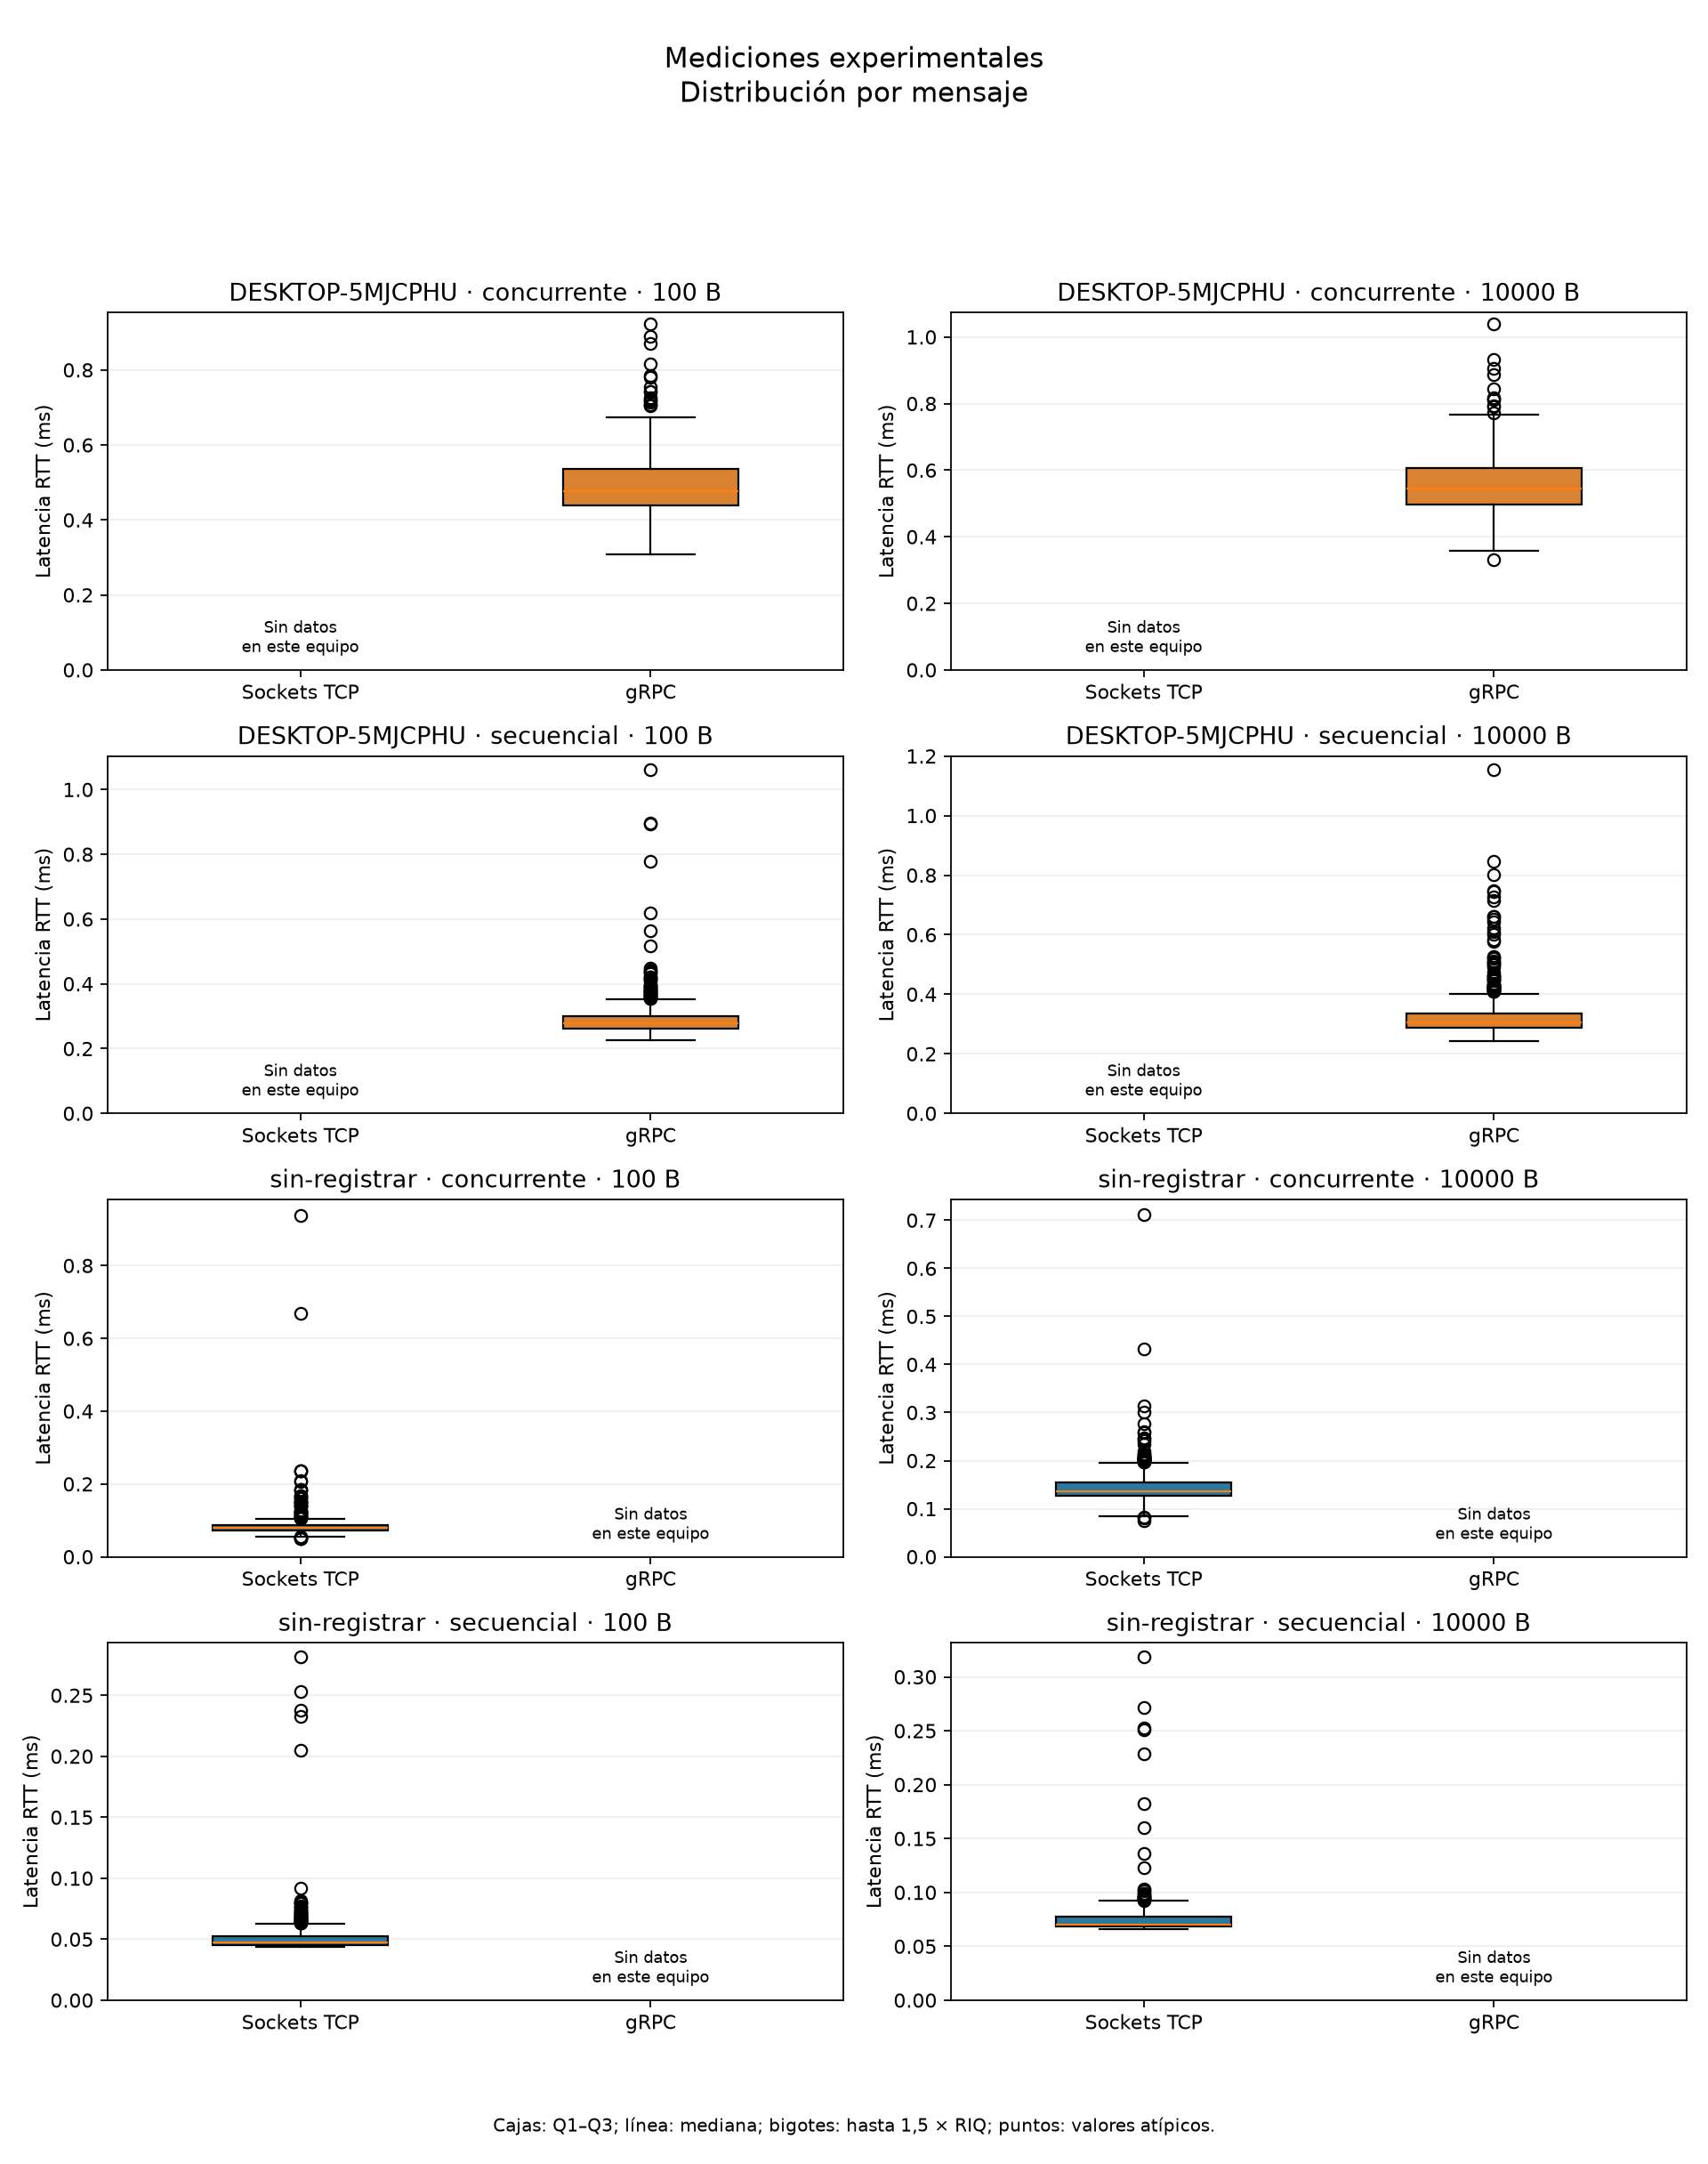 Mediciones experimentales
Distribución por mensaje
DESKTOP-5MJCPHU · concurrente · 100 B
Latencia RTT (ms)
0.8
0.6
0.4
0.2
0.0
Sin datos
en este equipo
Sockets TCP
gRPC
DESKTOP-5MJCPHU · concurrente · 10000 B
Latencia RTT (ms)
1.0
0.8
0.6
0.4
0.2
0.0
Sin datos
en este equipo
Sockets TCP
gRPC
DESKTOP-5MJCPHU · secuencial · 100 B
Latencia RTT (ms)
1.0
0.8
0.6
0.4
0.2
0.0
Sin datos
en este equipo
Sockets TCP
gRPC
DESKTOP-5MJCPHU · secuencial · 10000 B
Latencia RTT (ms)
1.2
1.0
0.8
0.6
0.4
0.2
0.0
Sin datos
en este equipo
Sockets TCP
gRPC
sin-registrar · concurrente · 100 B
Latencia RTT (ms)
0.8
0.6
0.4
0.2
0.0
Sin datos
en este equipo
Sockets TCP
gRPC
sin-registrar · concurrente · 10000 B
Latencia RTT (ms)
0.7
0.6
0.5
0.4
0.3
0.2
0.1
0.0
Sin datos
en este equipo
Sockets TCP
gRPC
sin-registrar · secuencial · 100 B
Latencia RTT (ms)
0.25
0.20
0.15
0.10
0.05
0.00
Sin datos
en este equipo
Sockets TCP
gRPC
sin-registrar · secuencial · 10000 B
Latencia RTT (ms)
0.30
0.25
0.20
0.15
0.10
0.05
0.00
Sin datos
en este equipo
Sockets TCP
gRPC
Cajas: Q1–Q3; línea: mediana; bigotes: hasta 1,5 × RIQ; puntos: valores atípicos.